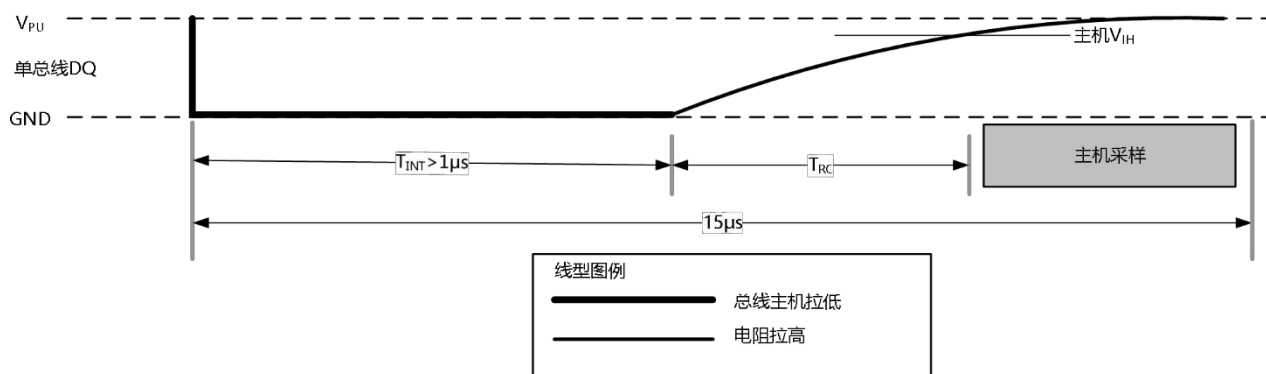 V_PU
主机V_IH
单总线DQ
GND
T_INT>1μs
T_RC
主机采样
15μs
线型图例
总线主机拉低
电阻拉高